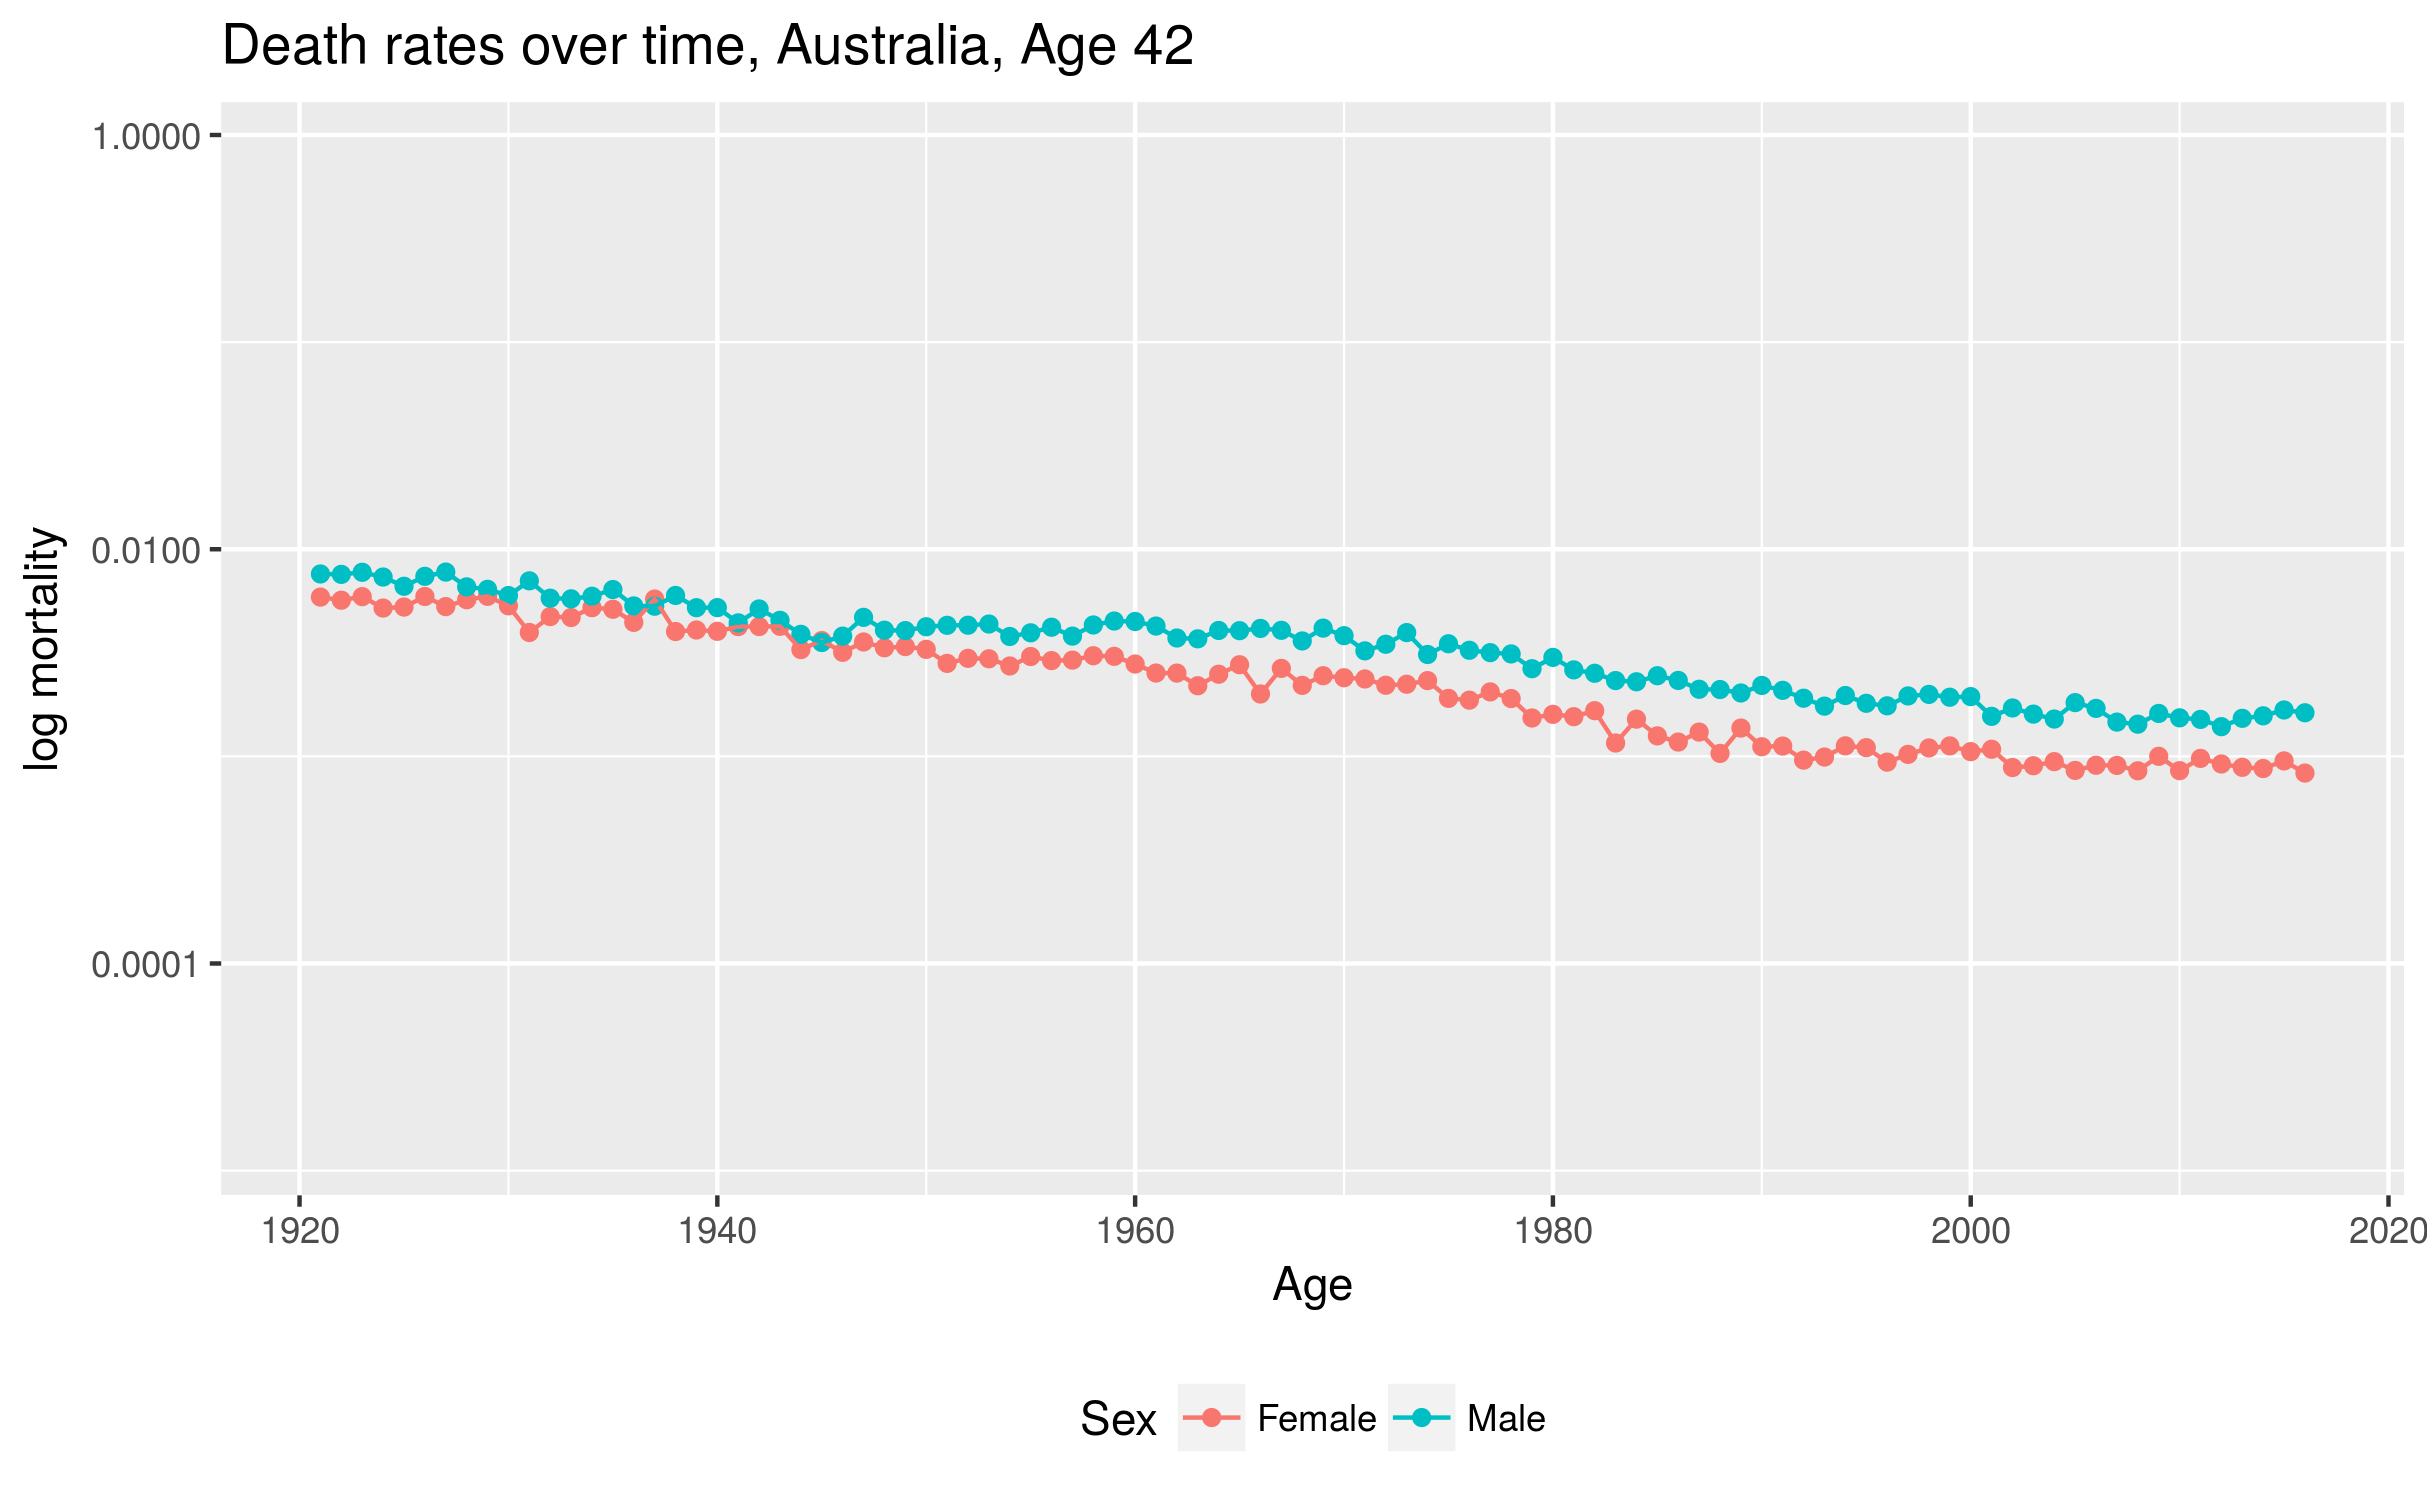 Death rates over time, Australia, Age 42
log mortality
1.0000
0.0100
0.0001
1920 1940 1960 1980 2000 2020
Age
Sex Female Male